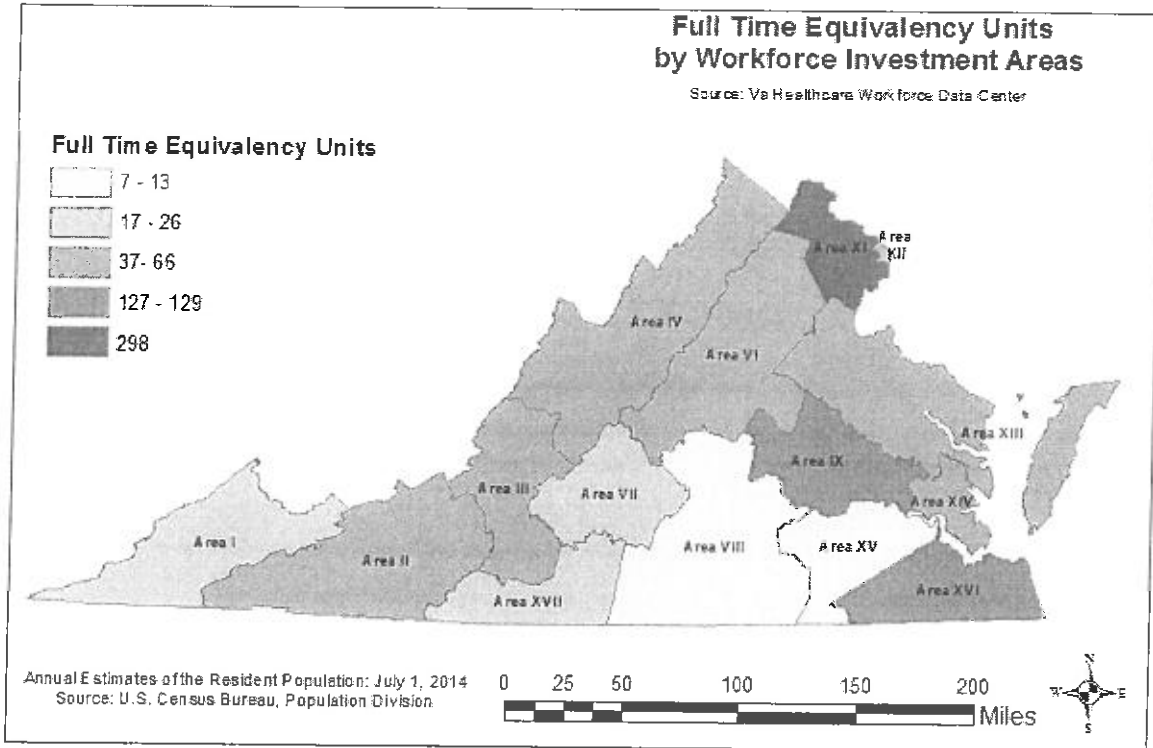 Full Time Equivalency Units
by Workforce Investment Areas
Source: Va Healthcare Workforce Data Center
Full Time Equivalency Units
7 - 13
17 - 26
37- 66
127 - 129
298
Area XI
Area
XII
Area IV
Area VI
Area XIII
Area IX
Area III
Area VII
Area XIV
Area I
Area II
Area VIII
Area XV
Area XVII
Area XVI
Annual Estimates of the Resident Population: July 1, 2014
Source: U.S. Census Bureau, Population Division
0 25 50 100 150 200
Miles
N
W E
S